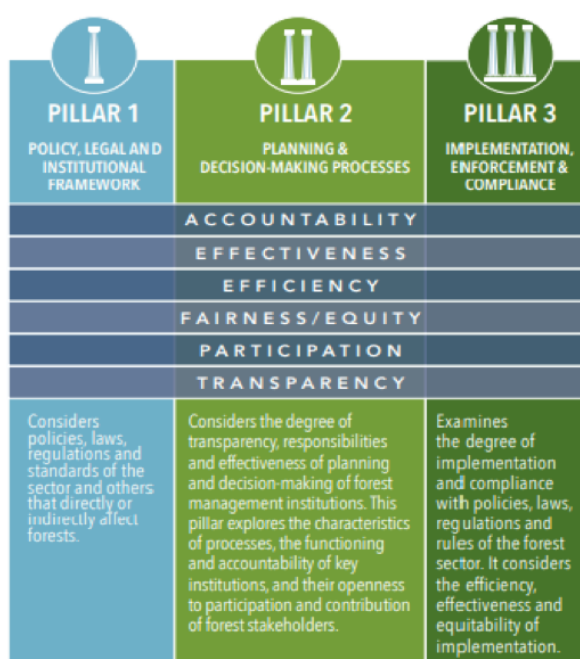 PILLAR 1
POLICY, LEGAL AND
INSTITUTIONAL
FRAMEWORK
PILLAR 2
PLANNING &
DECISION-MAKING PROCESSES
PILLAR 3
IMPLEMENTATION,
ENFORCEMENT &
COMPLIANCE
ACCOUNTABILITY
EFFECTIVENESS
EFFICIENCY
FAIRNESS/EQUITY
PARTICIPATION
TRANSPARENCY
Considers
policies, laws,
regulations and
standards of the
sector and others
that directly or
indirectly affect
forests.
Considers the degree of
transparency, responsibilities
and effectiveness of planning
and decision-making of forest
management institutions. This
pillar explores the characteristics
of processes, the functioning
and accountability of key
institutions, and their openness
to participation and contribution
of forest stakeholders.
Examines
the degree of
implementation
and compliance
with policies, laws,
regulations and
rules of the forest
sector. It considers
the efficiency,
effectiveness and
equitability of
implementation.